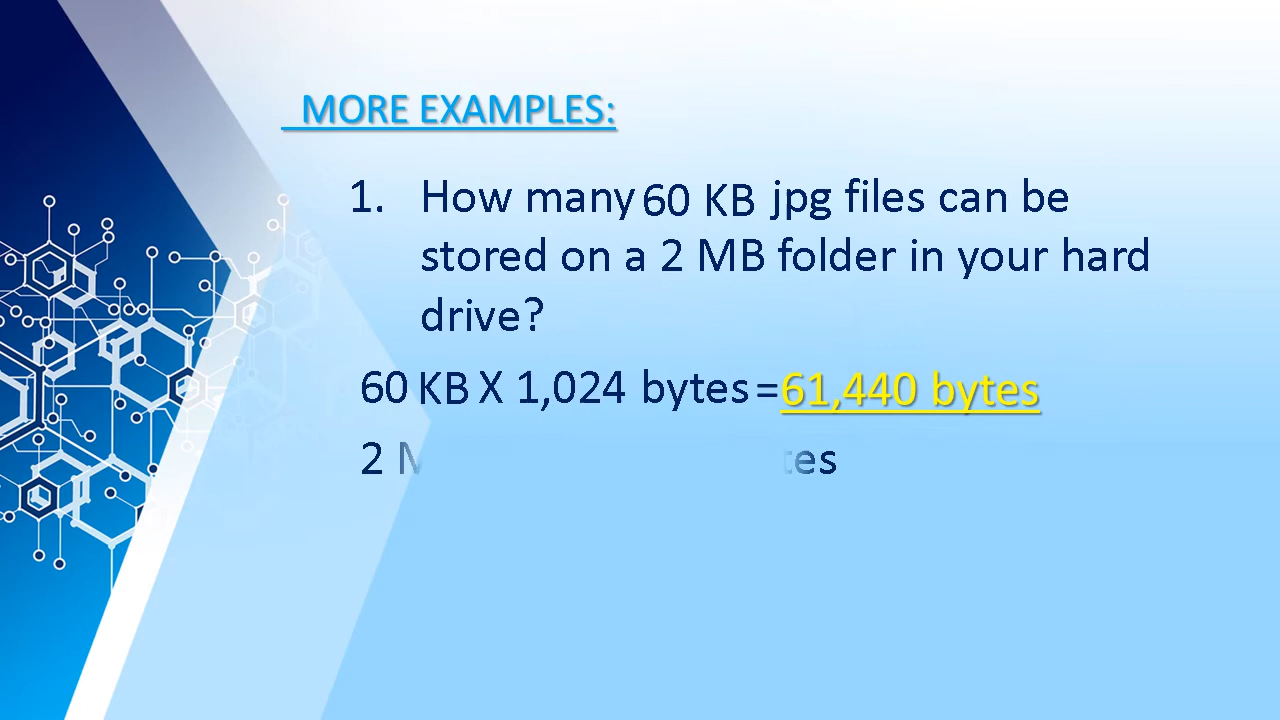 MORE EXAMPLES:
1. How many 60 KB jpg files can be
stored on a 2 MB folder in your hard
drive?
60 KB X 1,024 bytes =61,440 bytes
2